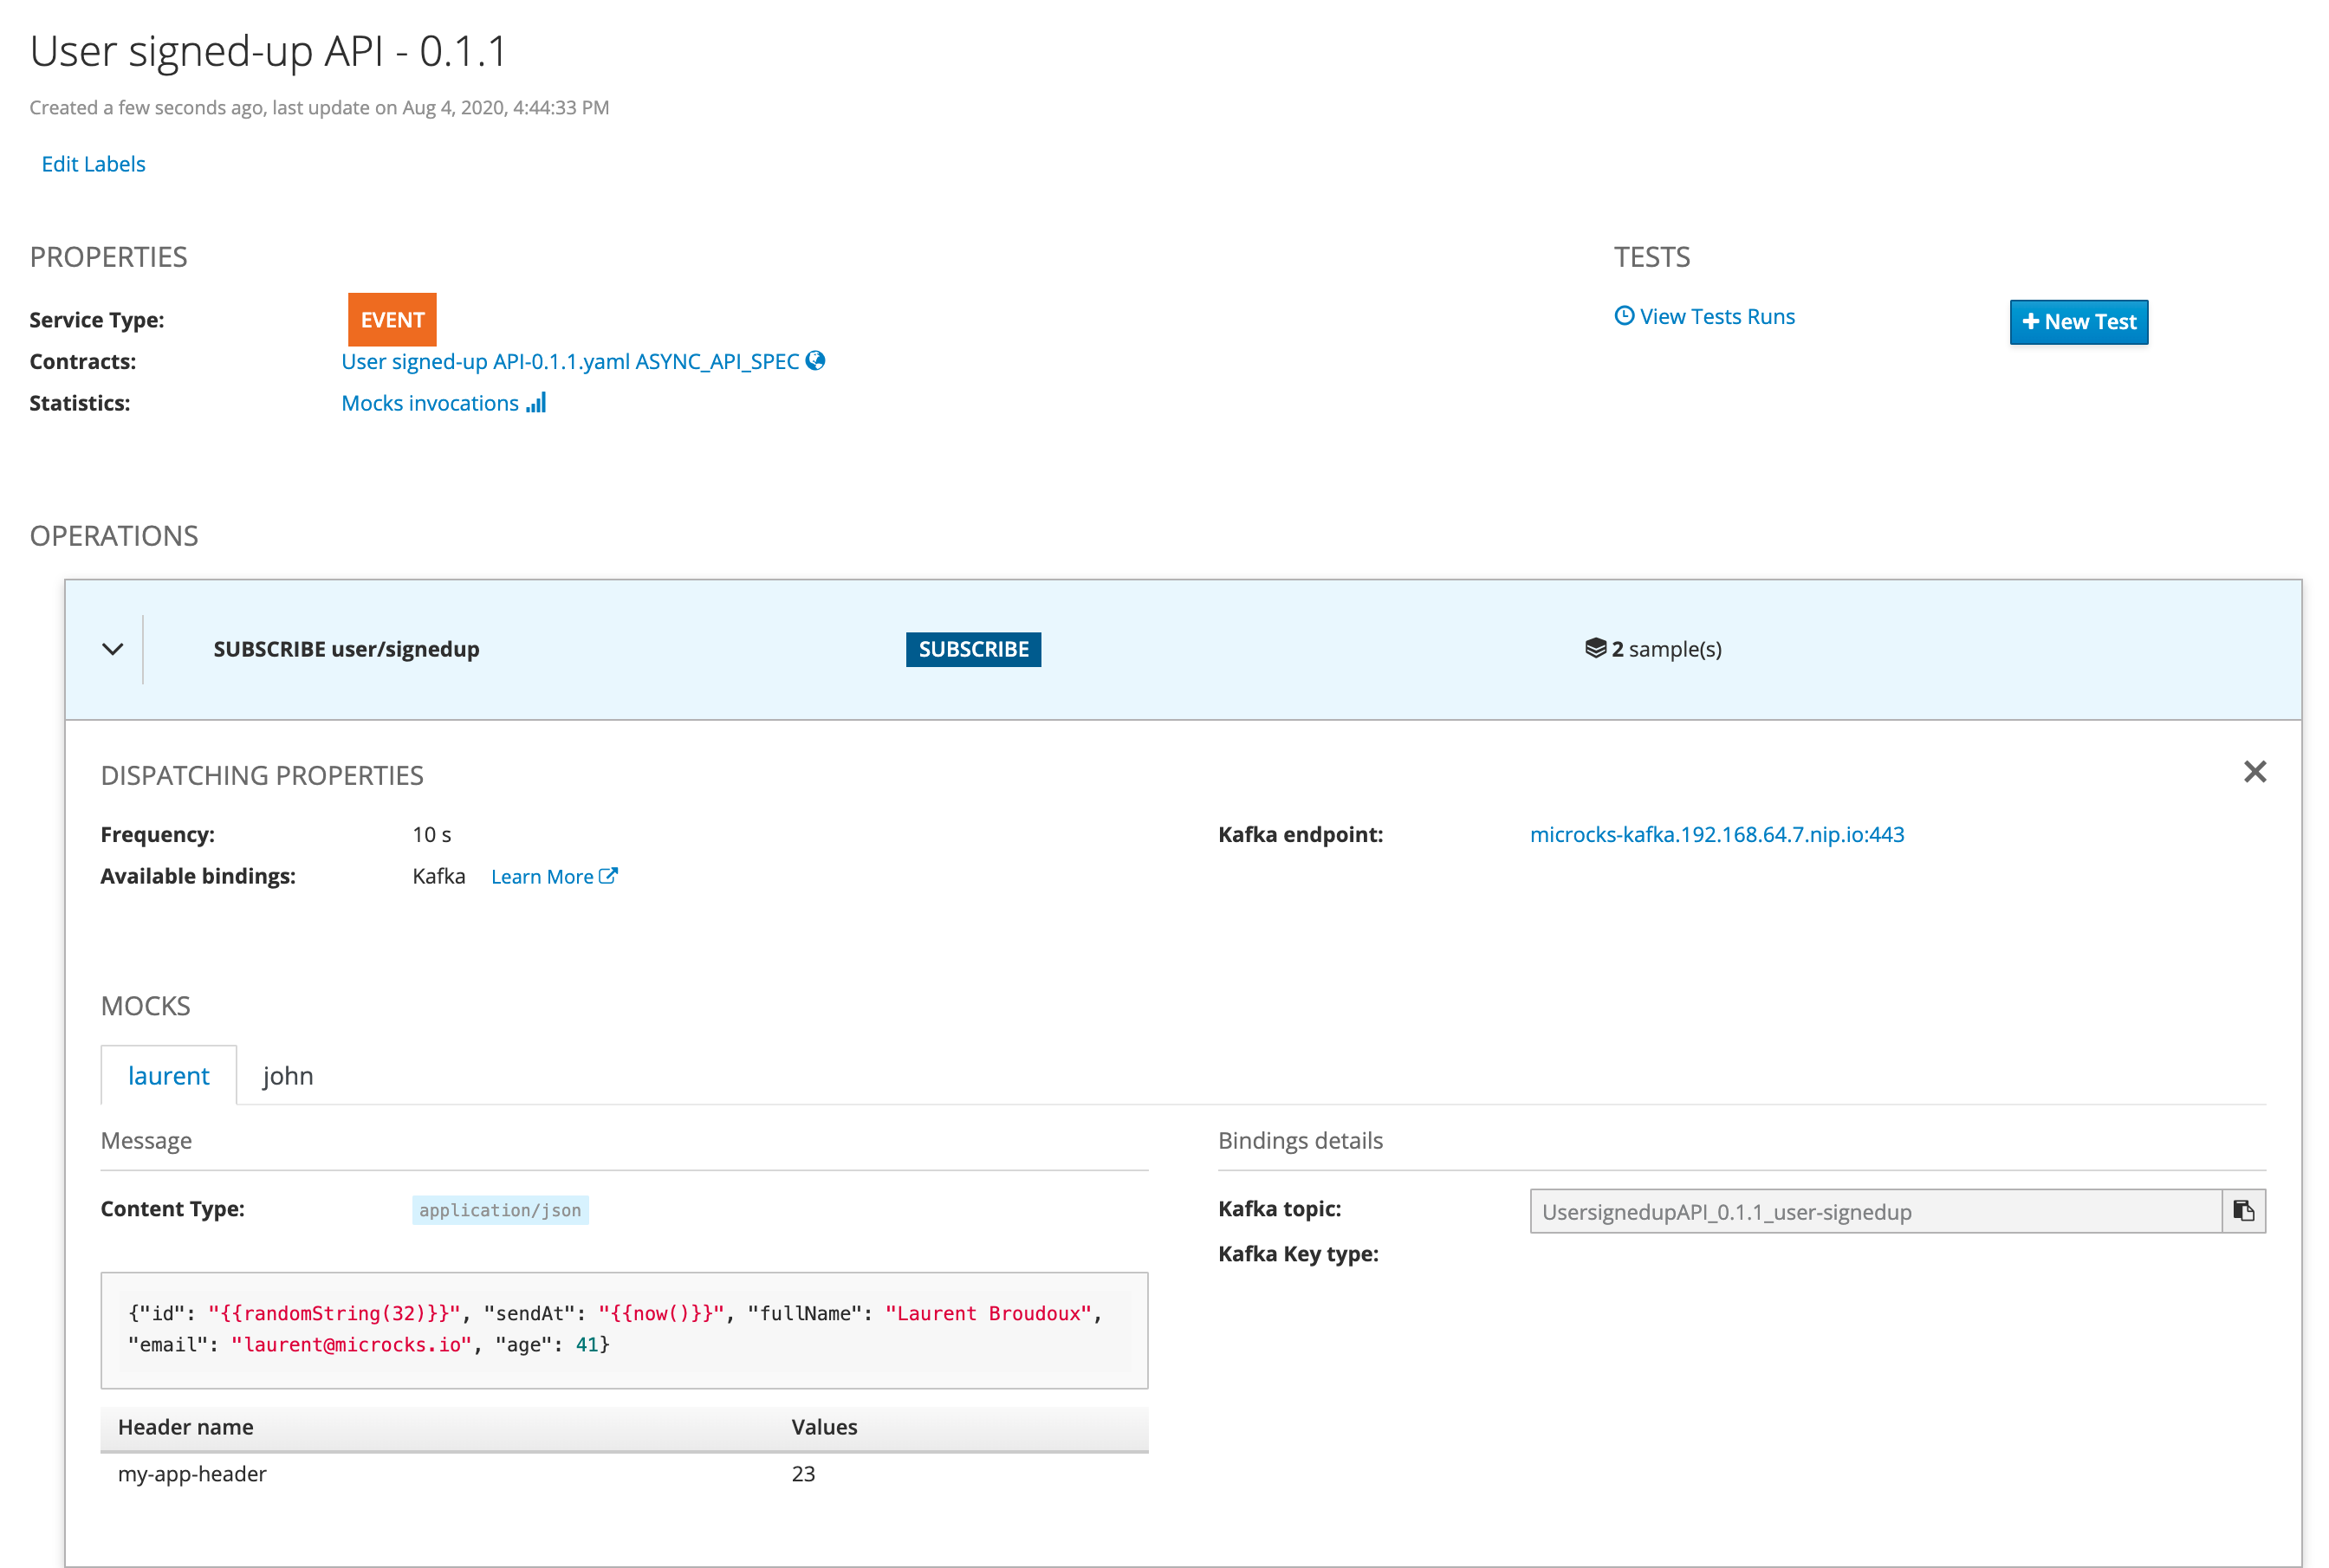 User signed-up API - 0.1.1
Created a few seconds ago, last update on Aug 4, 2020, 4:44:33 PM
Edit Labels
PROPERTIES
Service Type: EVENT
Contracts: User signed-up API-0.1.1.yaml ASYNC_API_SPEC
Statistics: Mocks invocations
TESTS
View Tests Runs
New Test
OPERATIONS
SUBSCRIBE user/signedup SUBSCRIBE 2 sample(s)
DISPATCHING PROPERTIES
Frequency: 10 s
Available bindings: Kafka Learn More
Kafka endpoint: microcks-kafka.192.168.64.7.nip.io:443
MOCKS
laurent john
Message
Content Type: application/json
{"id": "{{randomString(32)}}", "sendAt": "{{now()}}", "fullName": "Laurent Broudoux",
"email": "laurent@microcks.io", "age": 41}
Header name Values
my-app-header 23
Bindings details
Kafka topic: UsersignedupAPI_0.1.1_user-signedup
Kafka Key type: